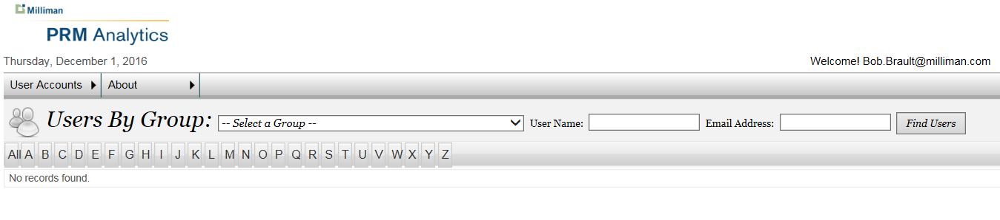 Milliman
PRM Analytics
Thursday, December 1, 2016
Welcome! Bob.Brault@milliman.com
User Accounts About
Users By Group: -- Select a Group -- User Name: Email Address: Find Users
All A B C D E F G H I J K L M N O P Q R S T U V W X Y Z
No records found.